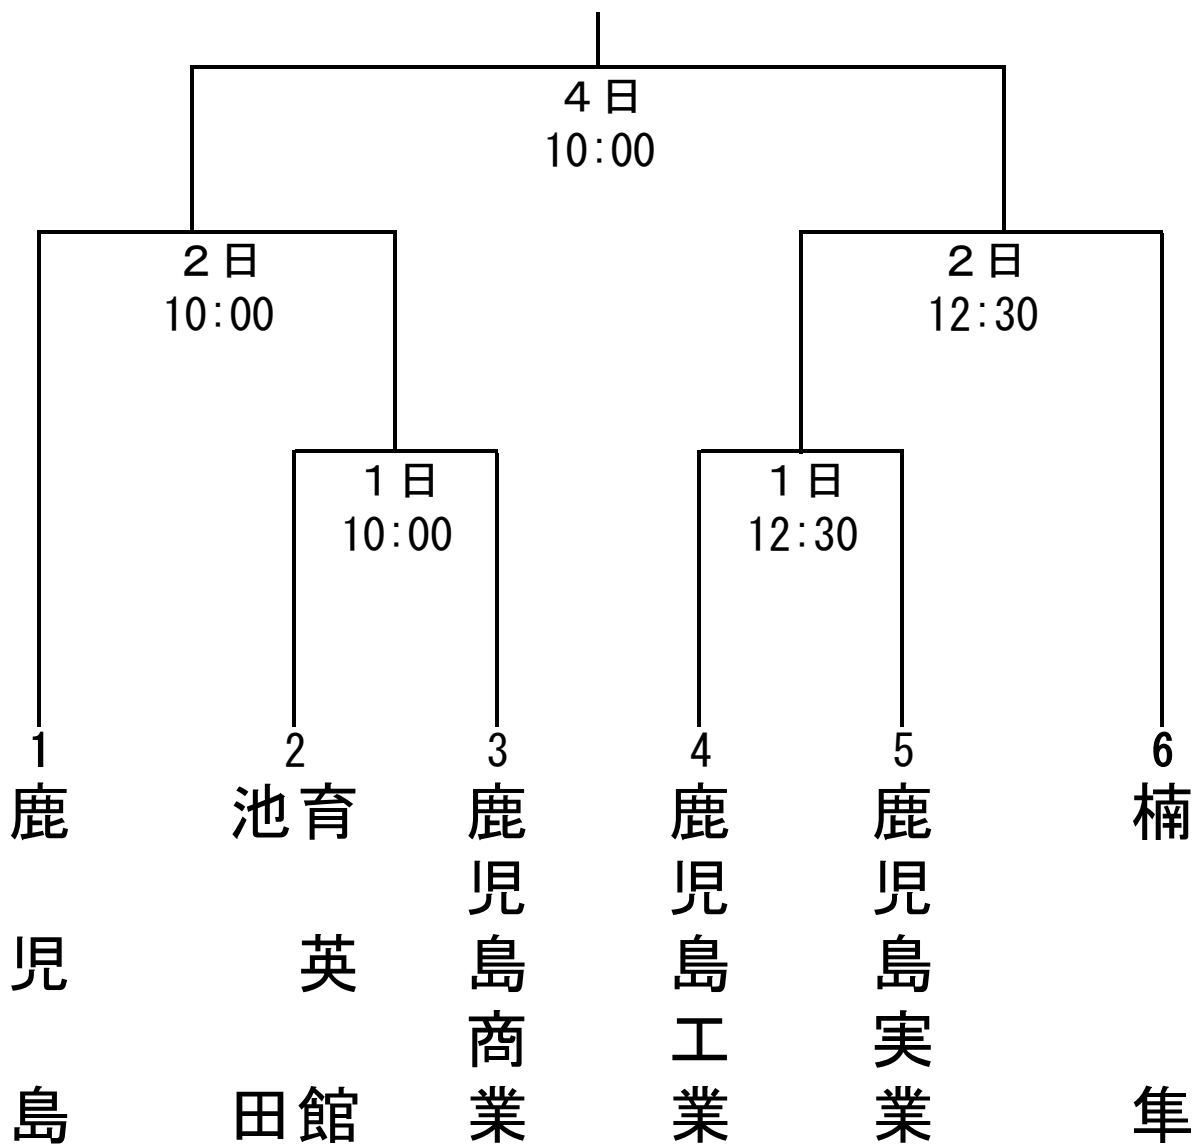 ４日
10:00
２日
10:00
２日
12:30
１日
10:00
１日
12:30
1
2
3
4
5
6
鹿児島
育英館
池田
鹿児島商業
鹿児島工業
鹿児島実業
楠隼